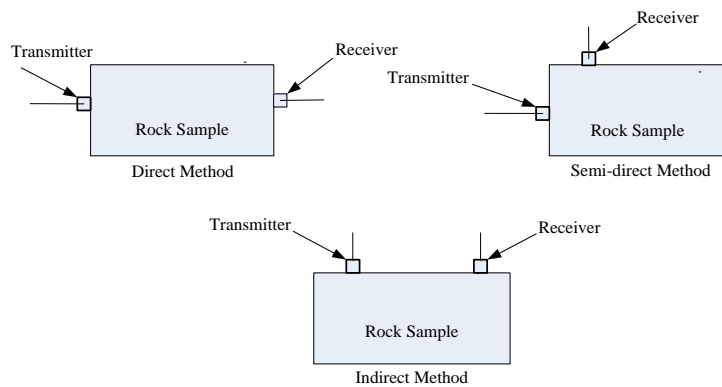 Transmitter
Receiver
Rock Sample
Direct Method
Receiver
Transmitter
Rock Sample
Semi-direct Method
Transmitter
Receiver
Rock Sample
Indirect Method